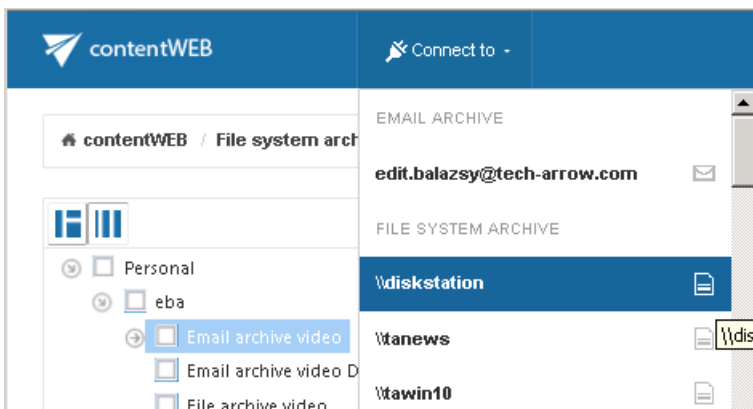 contentWEB
Connect to
EMAIL ARCHIVE
contentWEB / File system arch
edit.balazsy@tech-arrow.com
FILE SYSTEM ARCHIVE
Personal
\\diskstation
eba
\\dis
Email archive video
\\tanews
Email archive video D
\\tawin10
File archive video